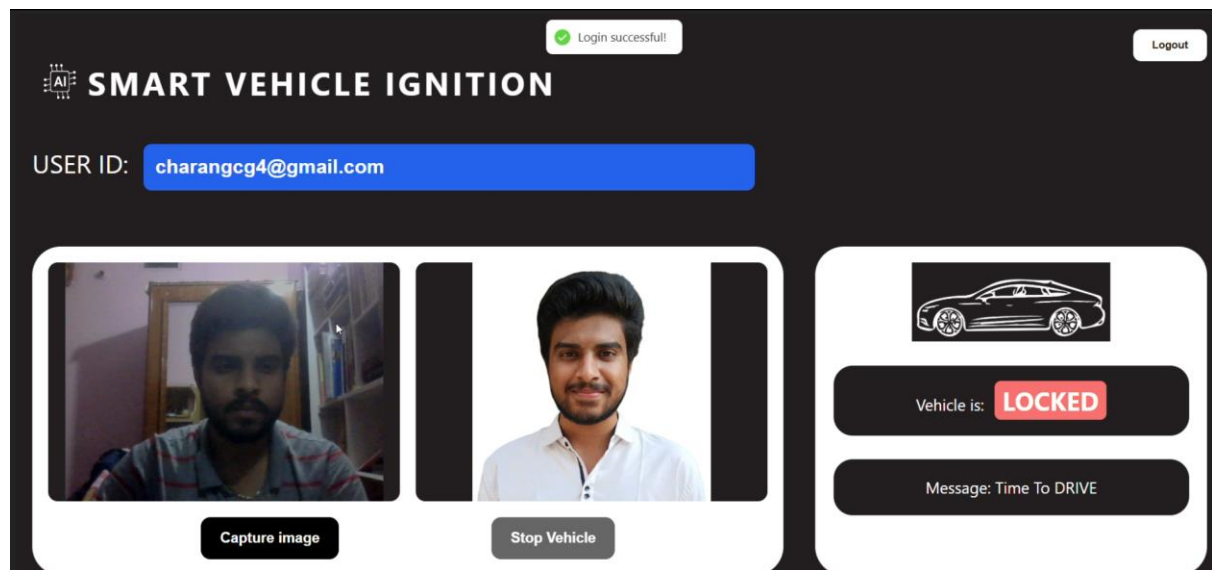 Login successful!
Logout
AI
SMART VEHICLE IGNITION
USER ID: charangcg4@gmail.com
Vehicle is: LOCKED
Message: Time To DRIVE
Capture image
Stop Vehicle